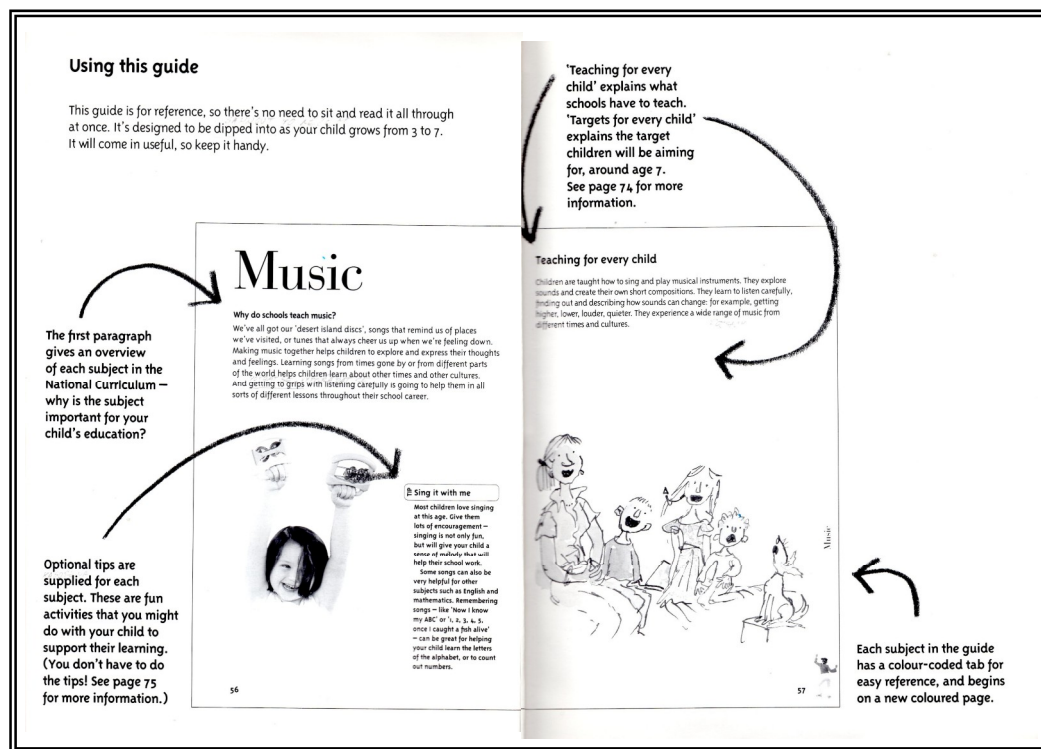 Using this guide
This guide is for reference, so there's no need to sit and read it all through
at once. It's designed to be dipped into as your child grows from 3 to 7.
It will come in useful, so keep it handy.
'Teaching for every
child' explains what
schools have to teach.
'Targets for every child'
explains the target
children will be aiming
for, around age 7.
See page 74 for more
information.
The first paragraph
gives an overview
of each subject in the
National Curriculum –
why is the subject
important for your
child's education?
Music
Why do schools teach music?
We've all got our 'desert island discs', songs that remind us of places
we've visited, or tunes that always cheer us up when we're feeling down.
Making music together helps children to explore and express their thoughts
and feelings. Learning songs from times gone by or from different parts
of the world helps children learn about other times and other cultures.
And getting to grips with listening carefully is going to help them in all
sorts of different lessons throughout their school career.
Optional tips are
supplied for each
subject. These are fun
activities that you might
do with your child to
support their learning.
(You don't have to do
the tips! See page 75
for more information.)
Sing it with me
Most children love singing
at this age. Give them
lots of encouragement –
singing is not only fun,
but will give your child a
sense of melody that will
help their school work.
Some songs can also be
very helpful for other
subjects such as English and
mathematics. Remembering
songs – like 'Now I know
my ABC' or '1, 2, 3, 4, 5,
once I caught a fish alive'
– can be great for helping
your child learn the letters
of the alphabet, or to count
out numbers.
56
Teaching for every child
Children are taught how to sing and play musical instruments. They explore
sounds and create their own short compositions. They learn to listen carefully,
finding out and describing how sounds can change: for example, getting
higher, lower, louder, quieter. They experience a wide range of music from
different times and cultures.
Music
57
Each subject in the guide
has a colour-coded tab for
easy reference, and begins
on a new coloured page.